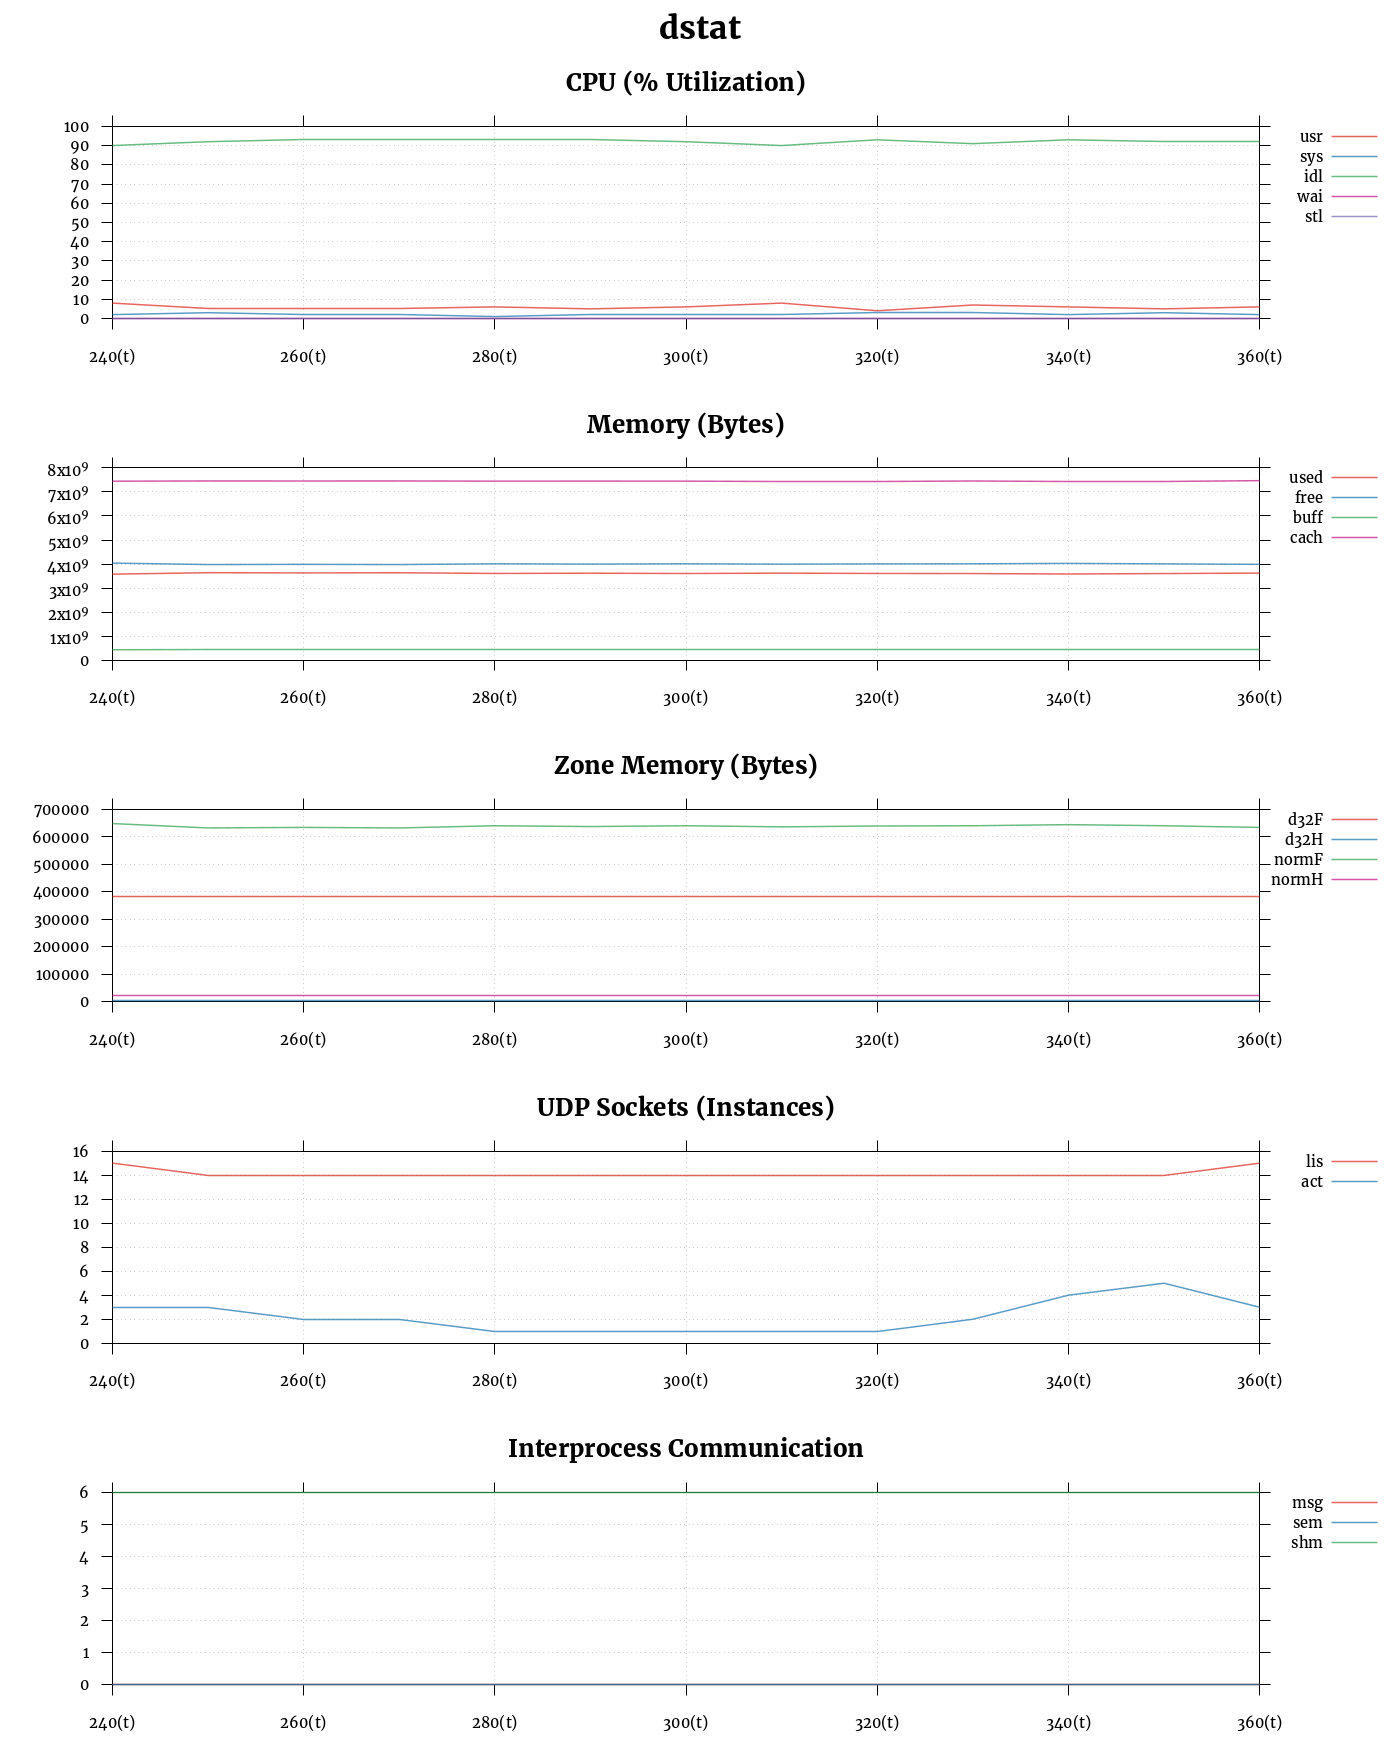 dstat
CPU (% Utilization)
100
90
80
70
60
50
40
30
20
10
0
usr
sys
idl
wai
stl
240(t) 260(t) 280(t) 300(t) 320(t) 340(t) 360(t)
Memory (Bytes)
8x10⁹
7x10⁹
6x10⁹
5x10⁹
4x10⁹
3x10⁹
2x10⁹
1x10⁹
0
used
free
buff
cach
240(t) 260(t) 280(t) 300(t) 320(t) 340(t) 360(t)
Zone Memory (Bytes)
700000
600000
500000
400000
300000
200000
100000
0
d32F
d32H
normF
normH
240(t) 260(t) 280(t) 300(t) 320(t) 340(t) 360(t)
UDP Sockets (Instances)
16
14
12
10
8
6
4
2
0
lis
act
240(t) 260(t) 280(t) 300(t) 320(t) 340(t) 360(t)
Interprocess Communication
6
5
4
3
2
1
0
msg
sem
shm
240(t) 260(t) 280(t) 300(t) 320(t) 340(t) 360(t)